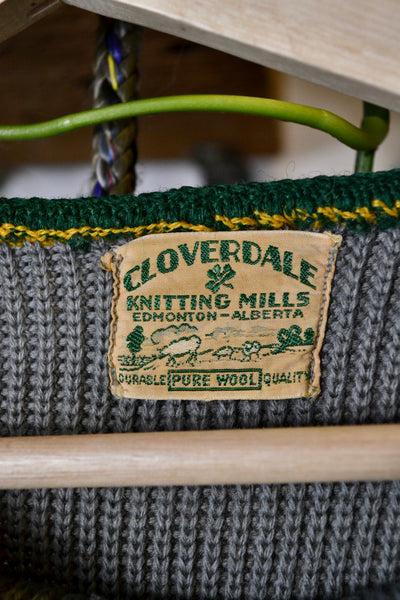 CLOVERDALE
KNITTING MILLS
EDMONTON-ALBERTA
DURABLE PURE WOOL QUALITY